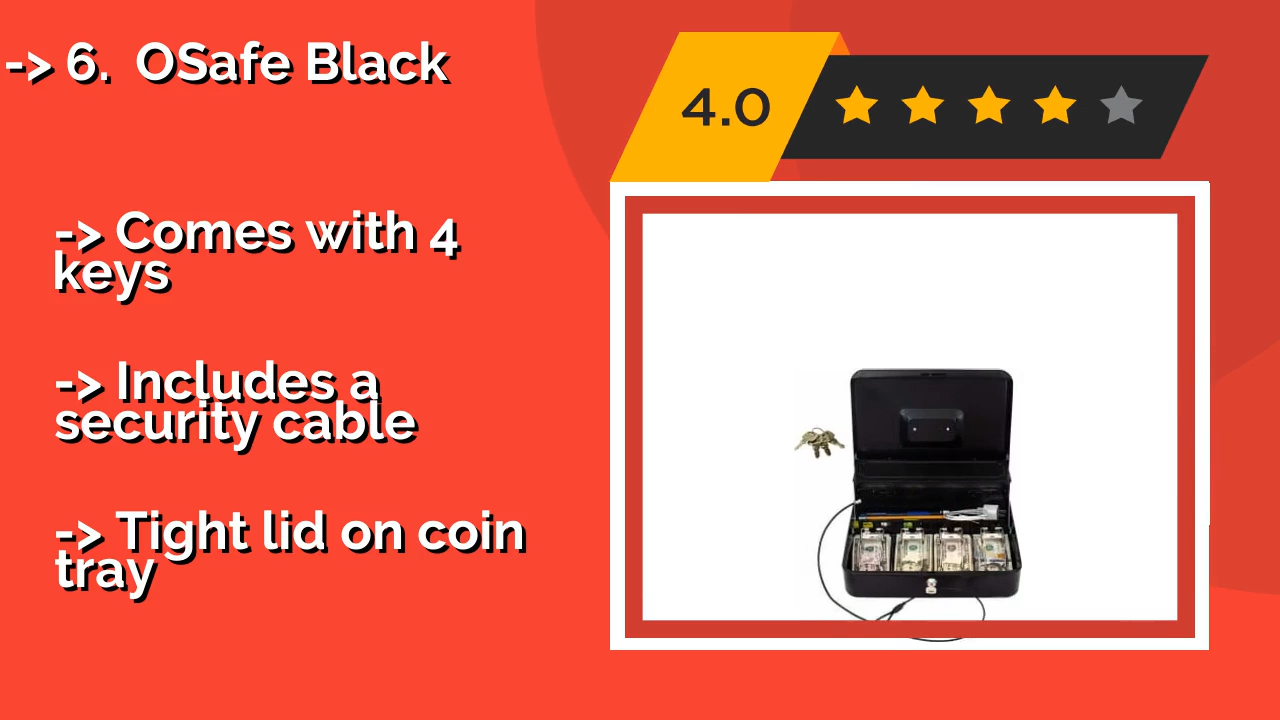 -> 6. OSafe Black
4.0
-> Comes with 4
keys
-> Includes a
security cable
-> Tight lid on coin
tray